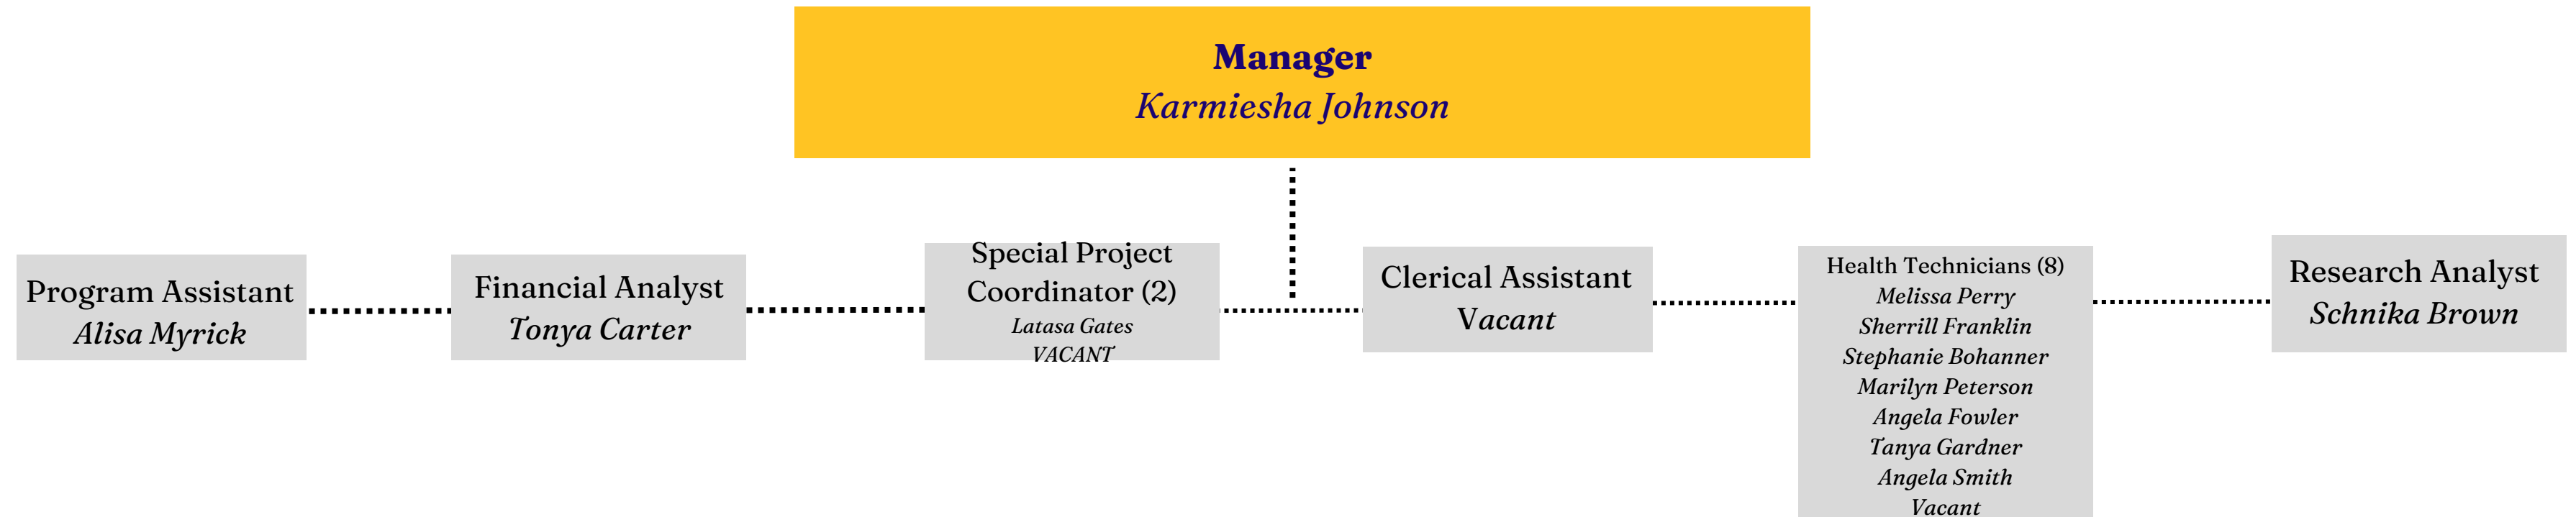 Manager
Karmiesha Johnson
Program Assistant
Alisa Myrick
Financial Analyst
Tonya Carter
Special Project
Coordinator (2)
Latasa Gates
VACANT
Clerical Assistant
Vacant
Health Technicians (8)
Melissa Perry
Sherrill Franklin
Stephanie Bohanner
Marilyn Peterson
Angela Fowler
Tanya Gardner
Angela Smith
Vacant
Research Analyst
Schnika Brown